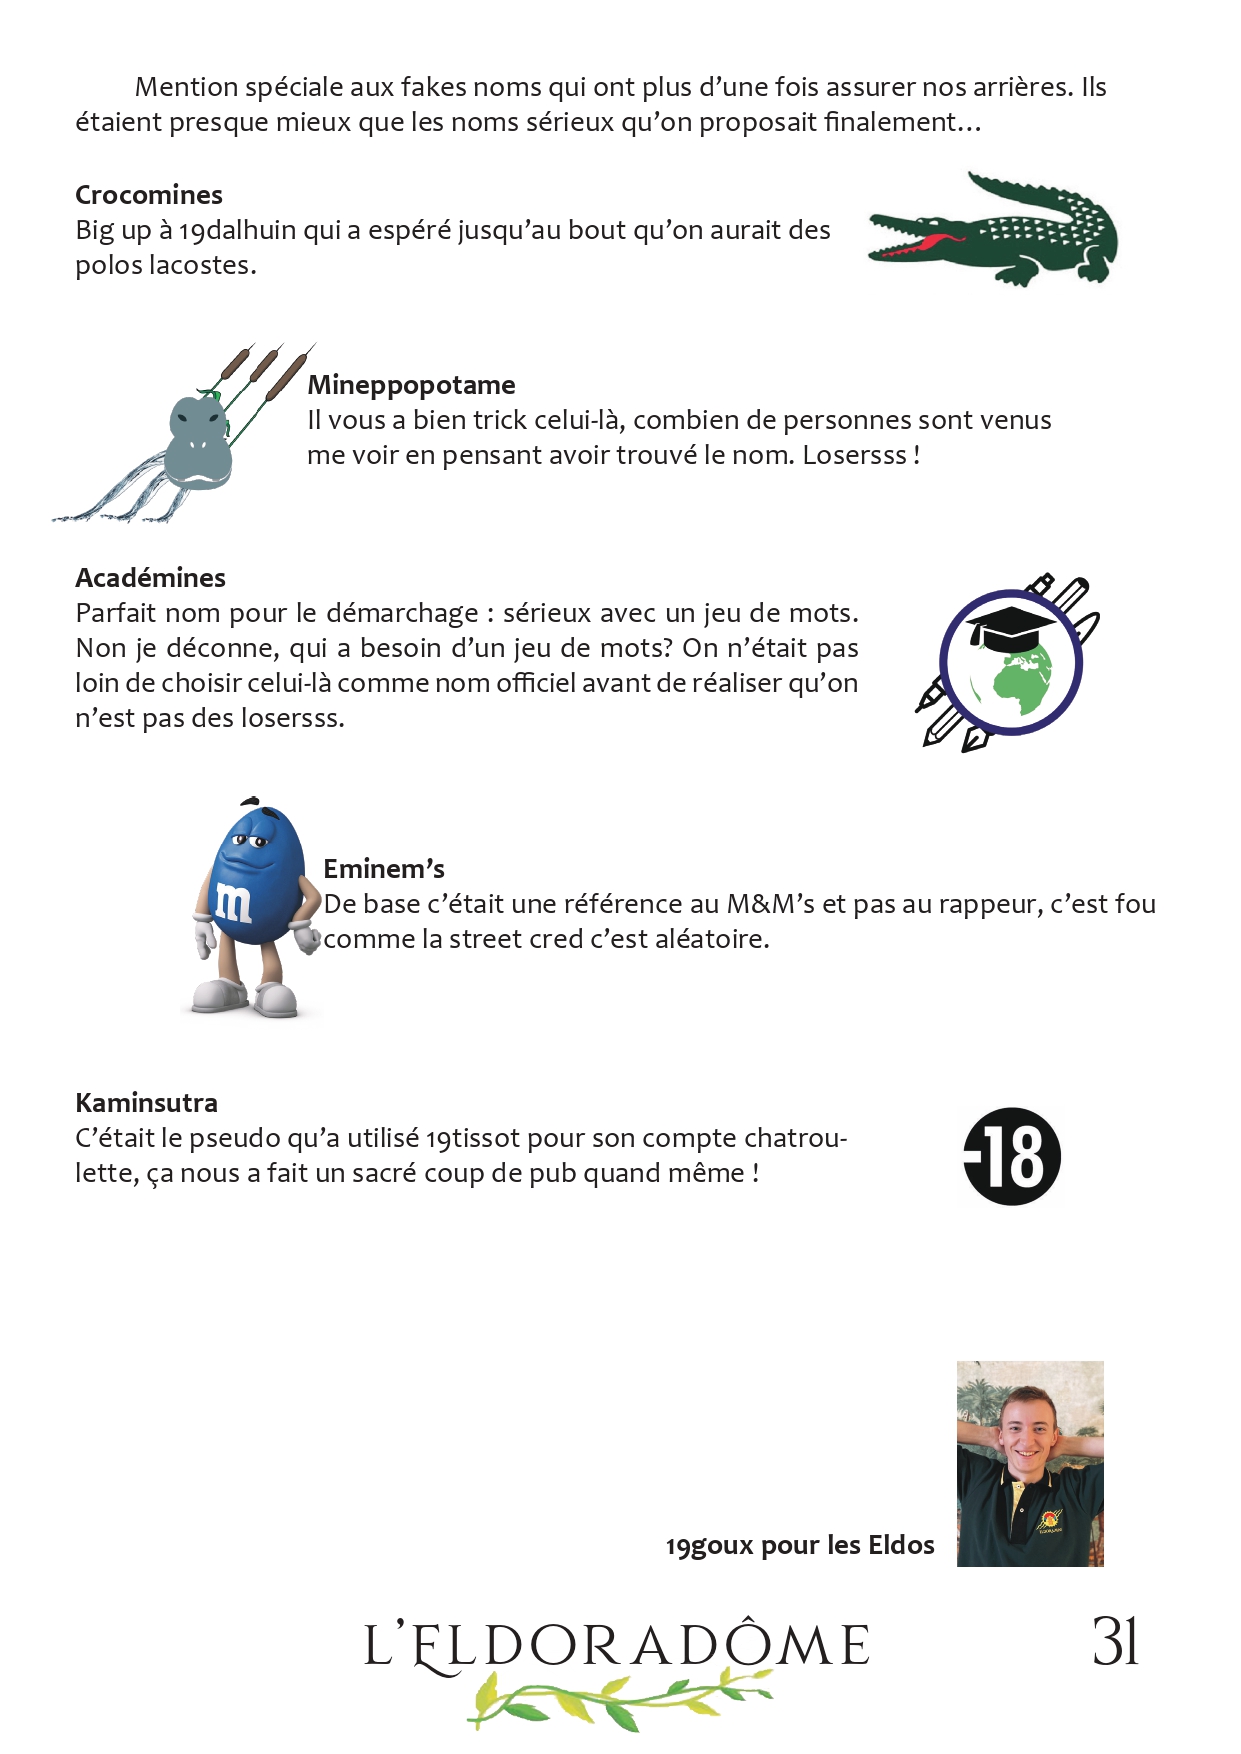 Mention spéciale aux fakes noms qui ont plus d’une fois assurer nos arrières. Ils
étaient presque mieux que les noms sérieux qu’on proposait finalement…
Crocomines
Big up à 19dalhuin qui a espéré jusqu’au bout qu’on aurait des
polos lacostes.
Mineppopotame
Il vous a bien trick celui-là, combien de personnes sont venus
me voir en pensant avoir trouvé le nom. Losersss !
Académines
Parfait nom pour le démarchage : sérieux avec un jeu de mots.
Non je déconne, qui a besoin d’un jeu de mots? On n’était pas
loin de choisir celui-là comme nom officiel avant de réaliser qu’on
n’est pas des losersss.
m
Eminem’s
De base c’était une référence au M&M’s et pas au rappeur, c’est fou
comme la street cred c’est aléatoire.
Kaminsutra
C’était le pseudo qu’a utilisé 19tissot pour son compte chatrou-
lette, ça nous a fait un sacré coup de pub quand même !
-18
19goux pour les Eldos
L’ELDORADÔME
31